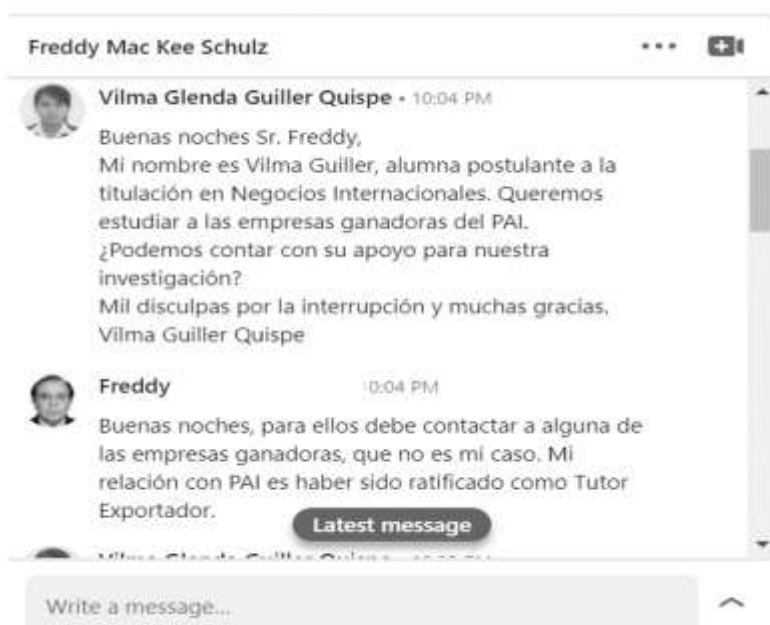 Freddy Mac Kee Schulz
Vilma Glenda Guiller Quispe • 10:04 PM
Buenas noches Sr. Freddy,
Mi nombre es Vilma Guiller, alumna postulante a la
titulación en Negocios Internacionales. Queremos
estudiar a las empresas ganadoras del PAI.
¿Podemos contar con su apoyo para nuestra
investigación?
Mil disculpas por la interrupción y muchas gracias.
Vilma Guiller Quispe
Freddy 0:04 PM
Buenas noches, para ellos debe contactar a alguna de
las empresas ganadoras, que no es mi caso. Mi
relación con PAI es haber sido ratificado como Tutor
Exportador.
Latest message
Vilma Glenda Guiller Quispe
Write a message...